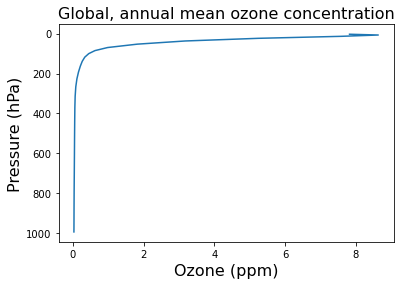 Global, annual mean ozone concentration
0
200
400
600
800
1000
Pressure (hPa)
0 2 4 6 8
Ozone (ppm)